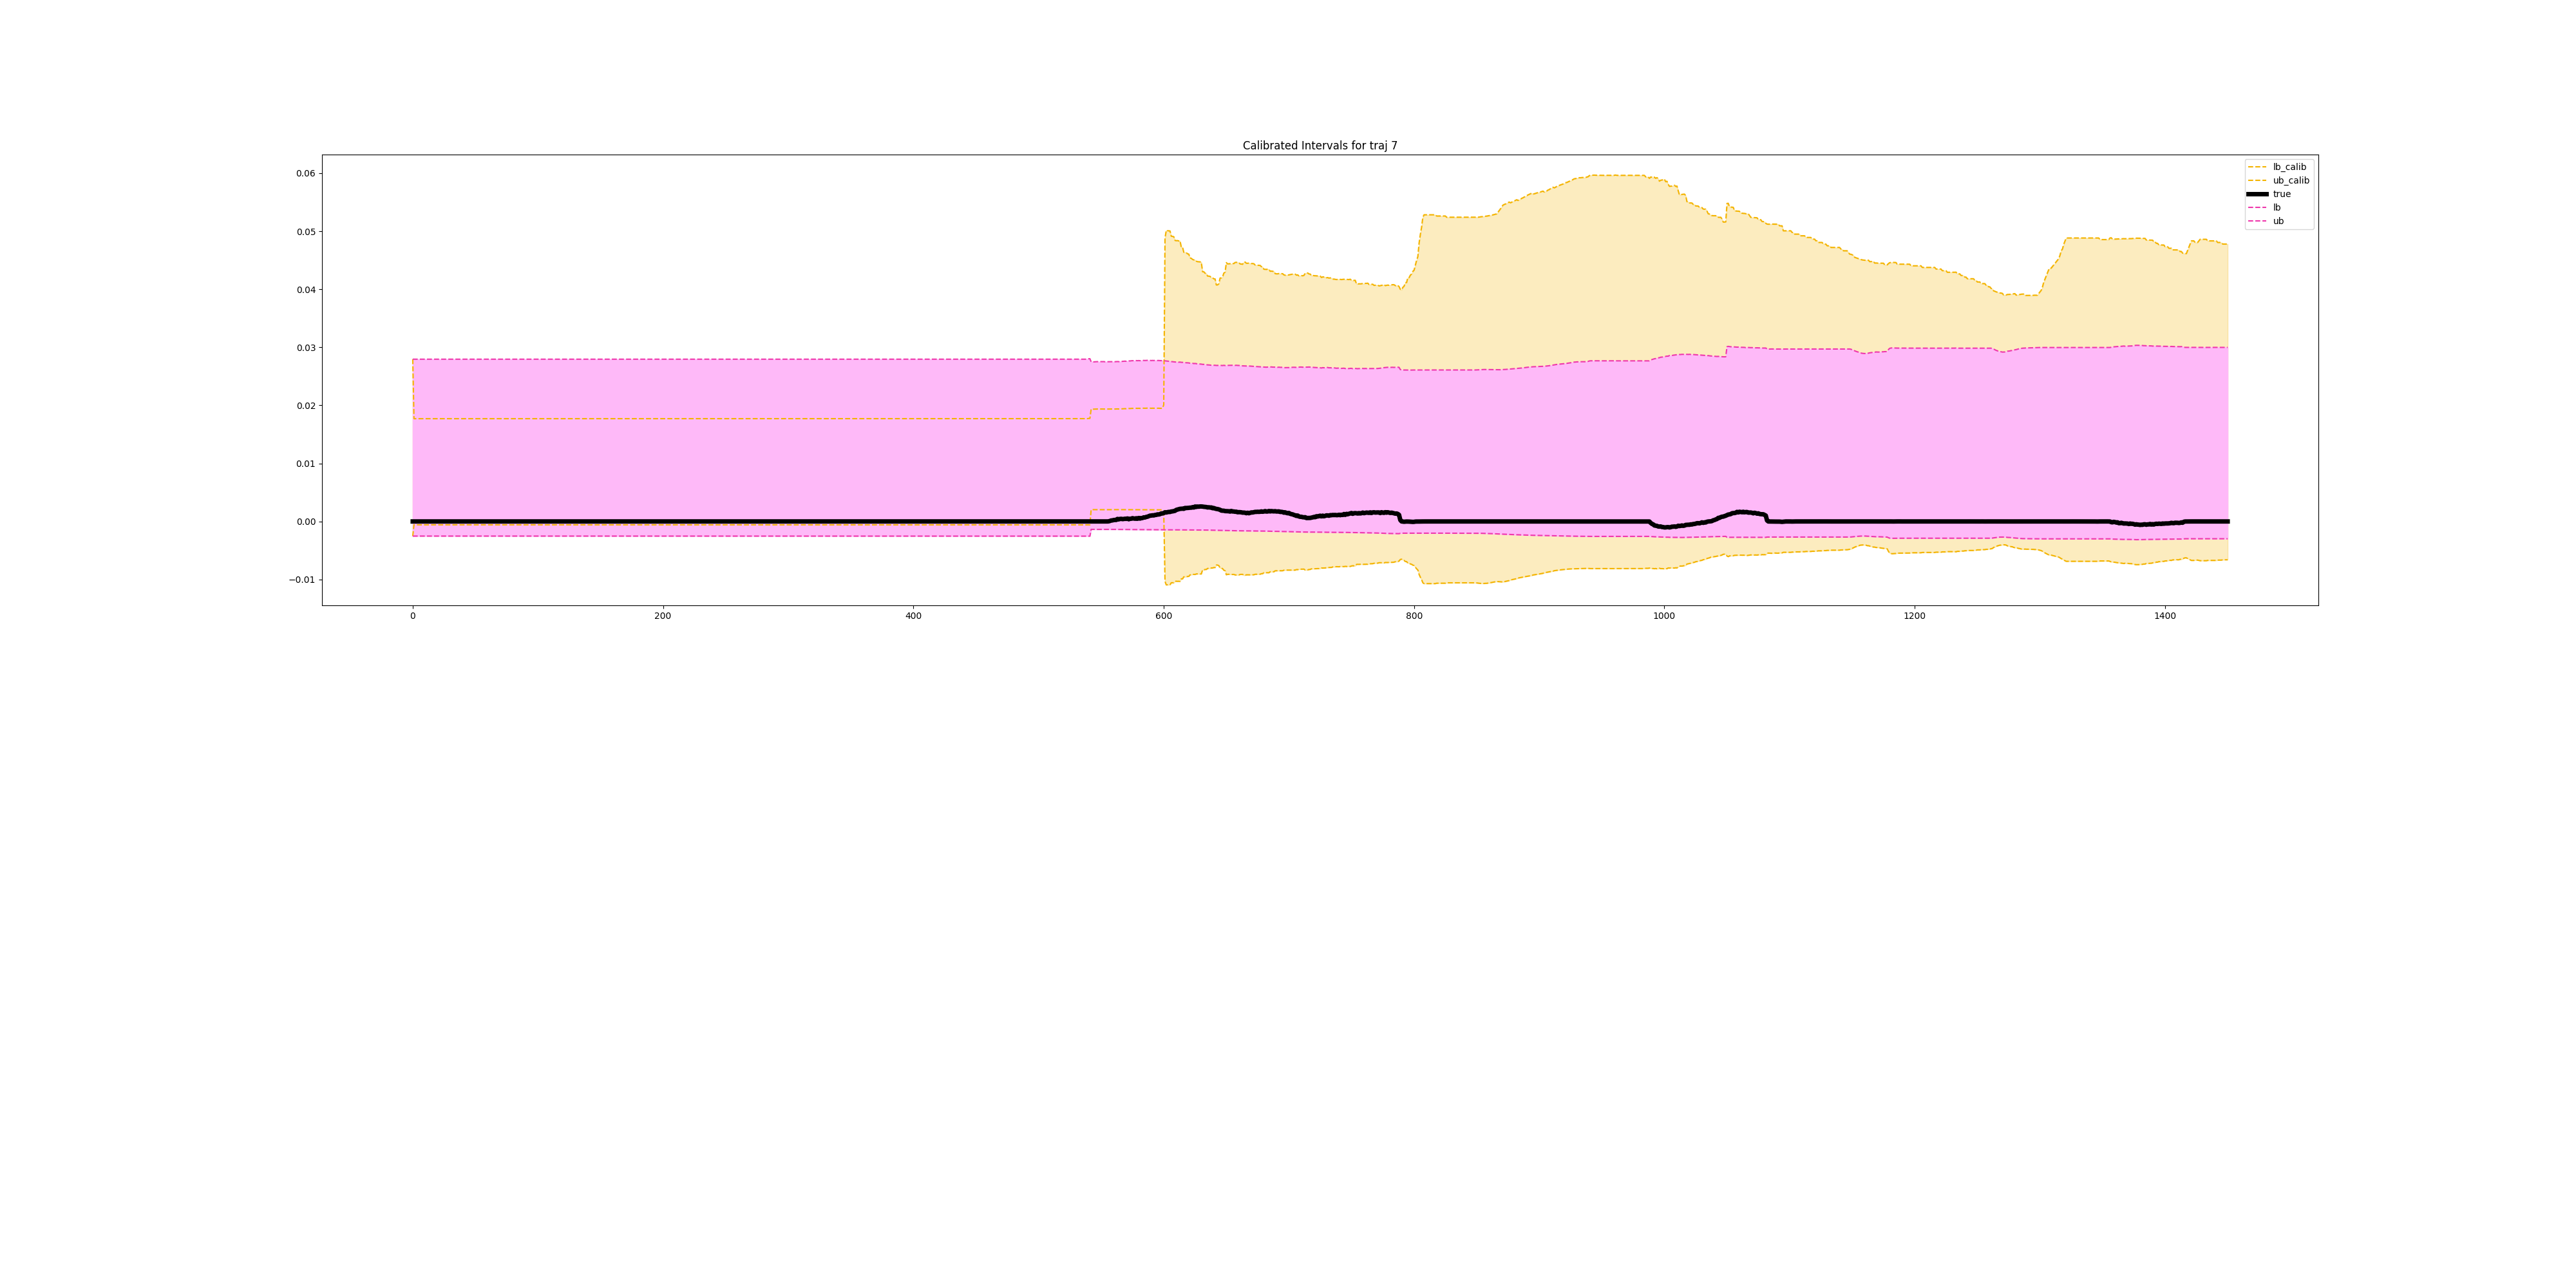 Calibrated Intervals for traj 7
lb_calib
ub_calib
true
lb
ub
0.06
0.05
0.04
0.03
0.02
0.01
0.00
−0.01
0 200 400 600 800 1000 1200 1400